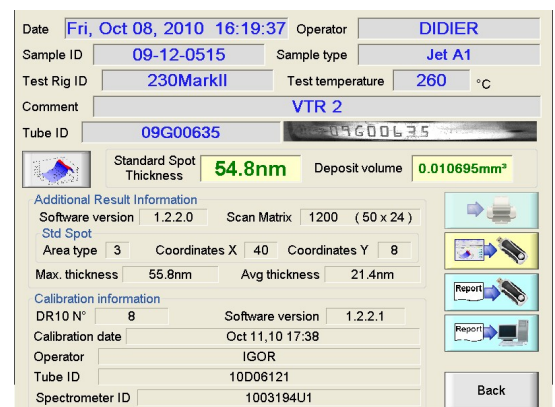 Date Fri, Oct 08, 2010 16:19:37 Operator DIDIER
Sample ID 09-12-0515 Sample type Jet A1
Test Rig ID 230MarkII Test temperature 260 °C
Comment VTR 2
Tube ID 09G00635 09G00635
Standard Spot Thickness 54.8nm Deposit volume 0.010695mm³
Additional Result Information
Software version 1.2.2.0 Scan Matrix 1200 ( 50 x 24 )
Std Spot
Area type 3 Coordinates X 40 Coordinates Y 8
Max. thickness 55.8nm Avg thickness 21.4nm
Report
Calibration information
DR10 N° 8 Software version 1.2.2.1
Calibration date Oct 11,10 17:38
Report
Operator IGOR
Tube ID 10D06121
Spectrometer ID 1003194U1
Back